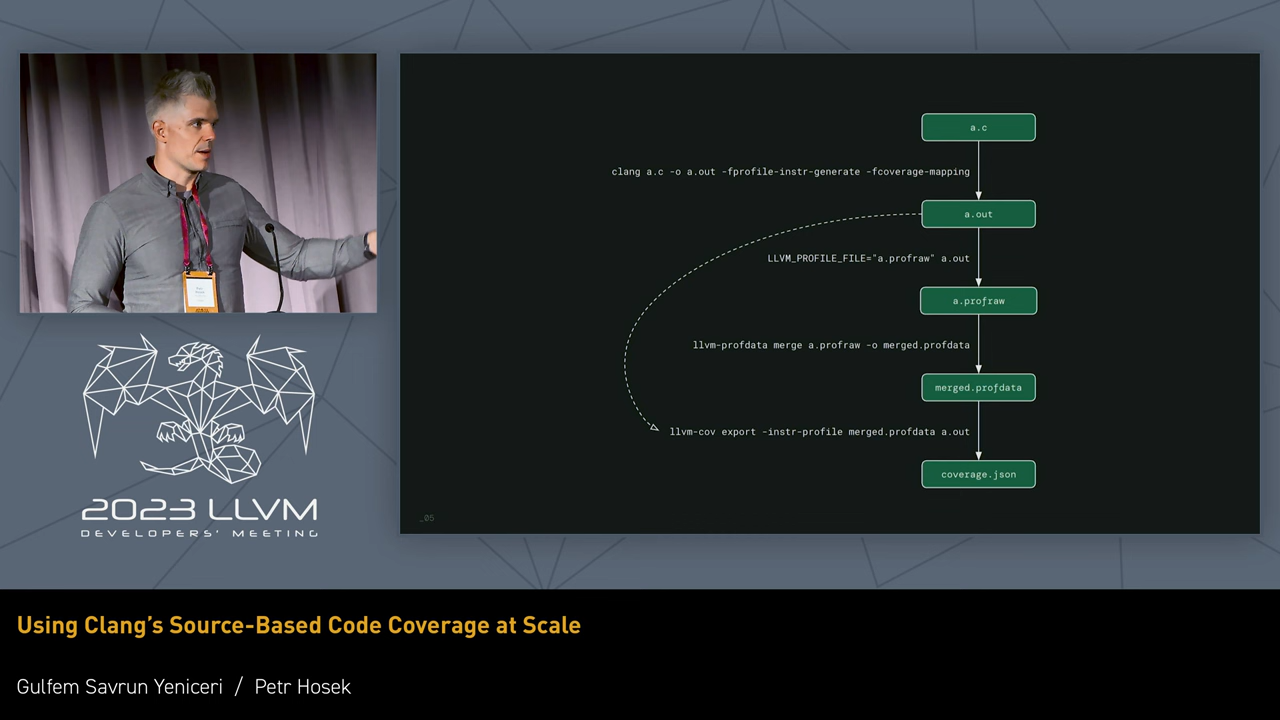 a.c
clang a.c -o a.out -fprofile-instr-generate -fcoverage-mapping
a.out
LLVM_PROFILE_FILE="a.profraw" a.out
a.profraw
llvm-profdata merge a.profraw -o merged.profdata
merged.profdata
llvm-cov export -instr-profile merged.profdata a.out
coverage.json
_05
2023 LLVM
DEVELOPERS' MEETING
Using Clang's Source-Based Code Coverage at Scale
Gulfem Savrun Yeniceri / Petr Hosek